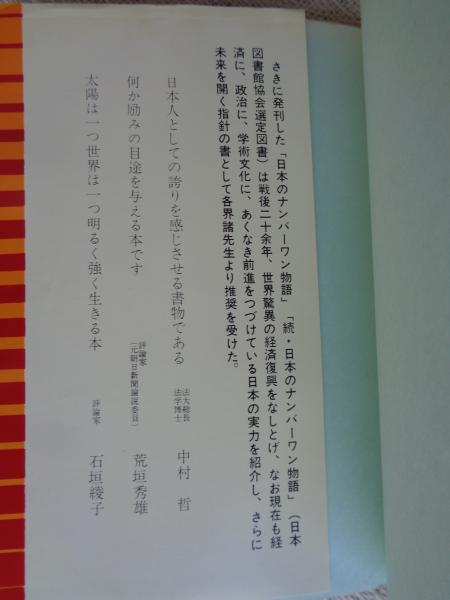 さきに発刊した「日本のナンバーワン物語」「続・日本のナンバーワン物語」（日本
図書館協会選定図書）は戦後二十余年、世界驚異の経済復興をなしとげ、なお現在も経
済に、政治に、学術文化に、あくなき前進をつづけている日本の実力を紹介し、さらに
未来を開く指針の書として各界諸先生より推奨を受けた。
日本人としての誇りを感じさせる書物である
法大総長
法学博士
中村 哲
何か励みの目途を与える本です
評論家
（元朝日新聞論説委員）
荒垣秀雄
太陽は一つ世界は一つ明るく強く生きる本
評論家
石垣綾子